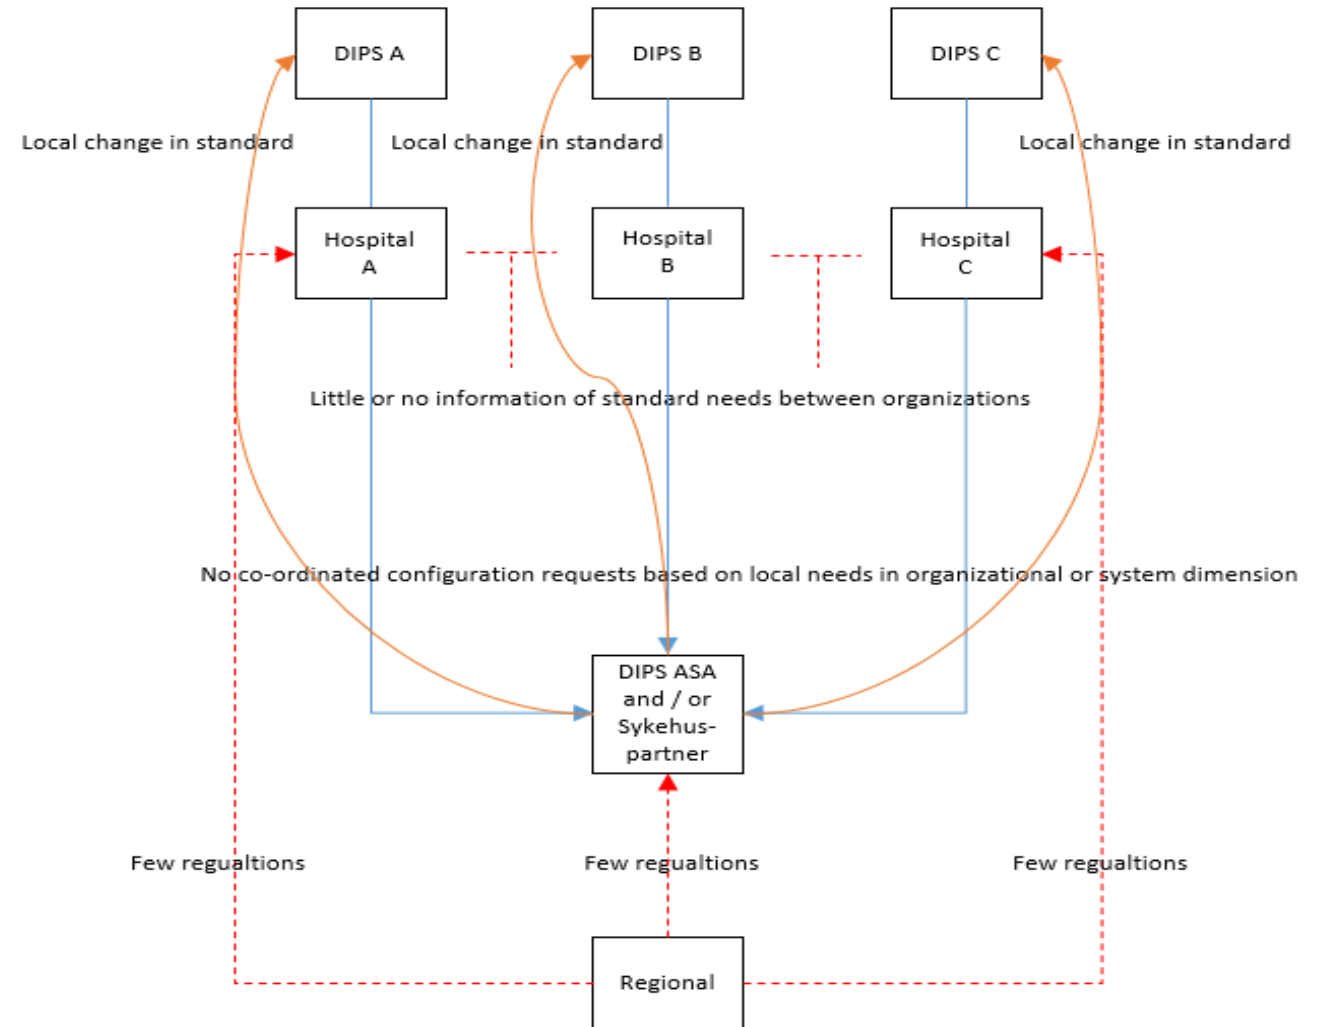 DIPS A
DIPS B
DIPS C
Local change in standard
Local change in standard
Local change in standard
Hospital
A
Hospital
B
Hospital
C
Little or no information of standard needs between organizations
No co-ordinated configuration requests based on local needs in organizational or system dimension
DIPS ASA
and / or
Sykehus-
partner
Few regualtions
Few regualtions
Few regualtions
Regional